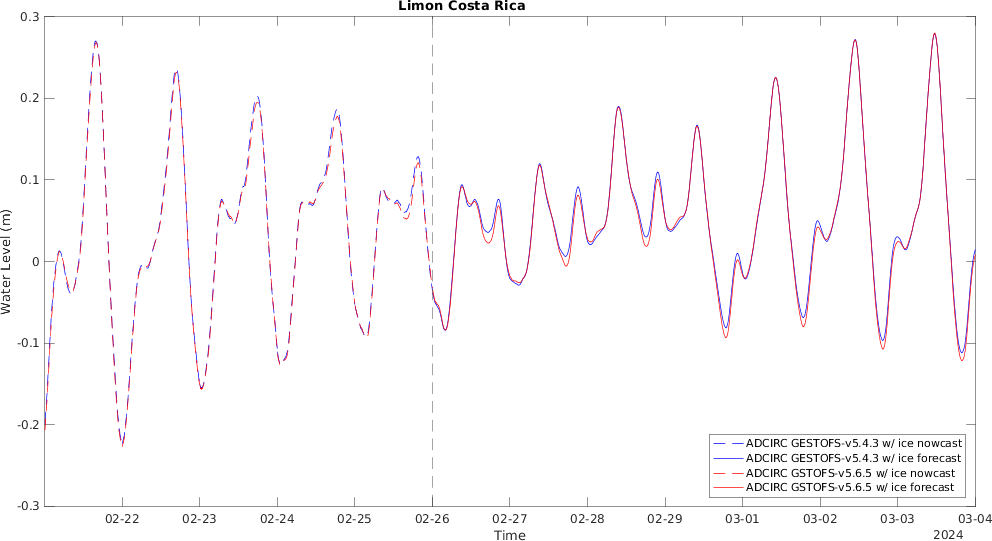 Limon Costa Rica
0.3
0.2
0.1
0
-0.1
-0.2
-0.3
Water Level (m)
02-22 02-23 02-24 02-25 02-26 02-27 02-28 02-29 03-01 03-02 03-03 03-04
Time
2024
ADCIRC GESTOFS-v5.4.3 w/ ice nowcast
ADCIRC GESTOFS-v5.4.3 w/ ice forecast
ADCIRC GSTOFS-v5.6.5 w/ ice nowcast
ADCIRC GSTOFS-v5.6.5 w/ ice forecast